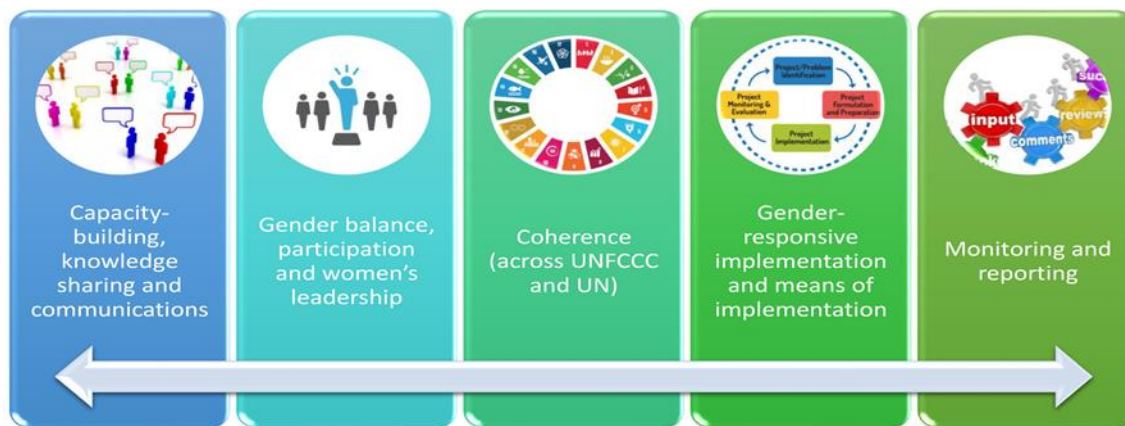 Project/Problem
Identification
Project
Monitoring &
Evaluation
Project
Formulation
and Preparation
Project
Implementation
input
comments
reviews
suc
Capacity-
building,
knowledge
sharing and
communications
Gender balance,
participation
and women's
leadership
Coherence
(across UNFCCC
and UN)
Gender-
responsive
implementation
and means of
implementation
Monitoring and
reporting